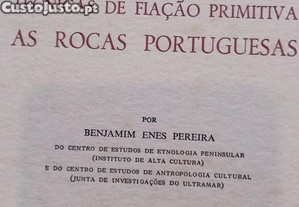 CustoJusto.pt
DE FIAÇÃO PRIMITIVA
AS ROCAS PORTUGUESAS
POR
BENJAMIM ENES PEREIRA
DO CENTRO DE ESTUDOS DE ETNOLOGIA PENINSULAR
(INSTITUTO DE ALTA CULTURA)
E DO CENTRO DE ESTUDOS DE ANTROPOLOGIA CULTURAL
(JUNTA DE INVESTIGAÇÕES DO ULTRAMAR)